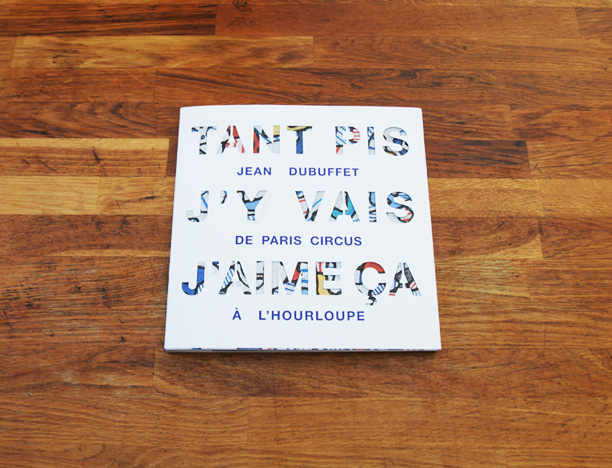 TANT PIS
JEAN DUBUFFET
J'Y VAIS
DE PARIS CIRCUS
J'AIME ÇA
À L'HOURLOUPE